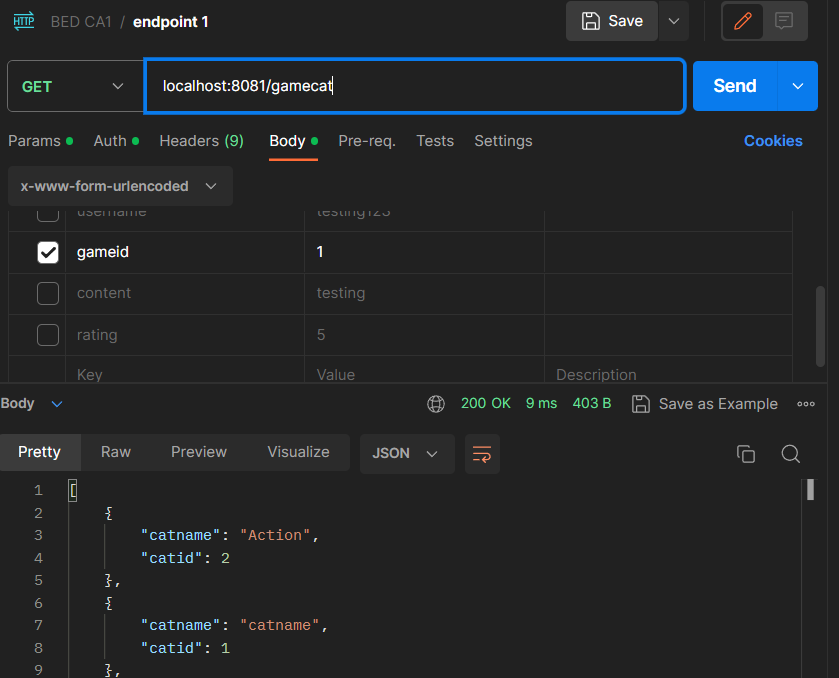 HTTP BED CA1 / endpoint 1 Save
GET localhost:8081/gamecat Send
Params Auth Headers (9) Body Pre-req. Tests Settings Cookies
x-www-form-urlencoded
username testing123
gameid 1
content testing
rating 5
Key Value Description
Body 200 OK 9 ms 403 B Save as Example
Pretty Raw Preview Visualize JSON
1 [
2 {
3 "catname": "Action",
4 "catid": 2
5 },
6 {
7 "catname": "catname",
8 "catid": 1
9 },